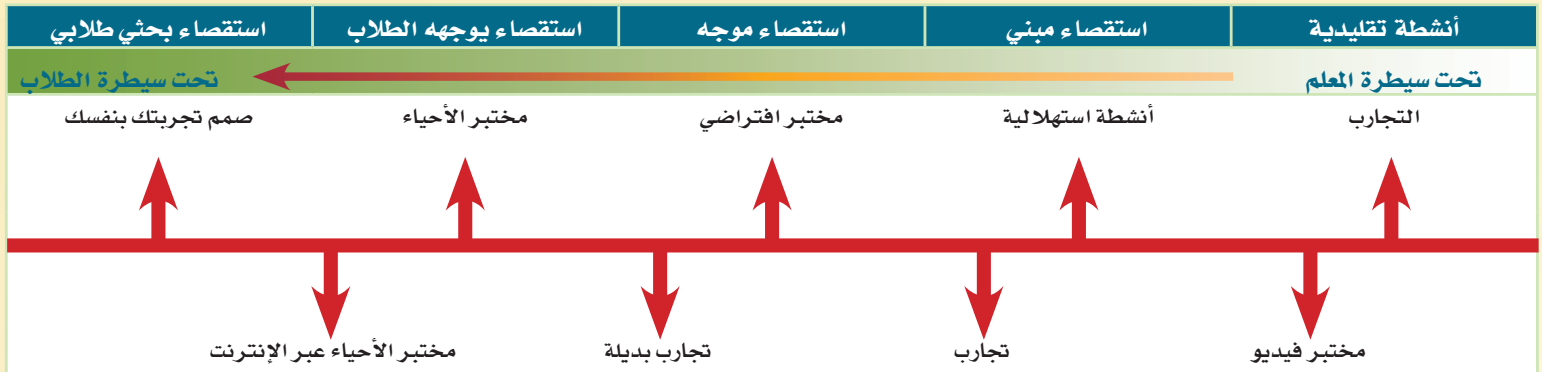 أنشطة تقليدية استقصاء مبني استقصاء موجه استقصاء يوجهه الطلاب استقصاء بحثي طلابي
تحت سيطرة المعلم تحت سيطرة الطلاب
التجارب أنشطة استهلالية مختبر افتراضي مختبر الأحياء صمم تجربتك بنفسك
مختبر فيديو تجارب تجارب بديلة مختبر الأحياء عبر الإنترنت